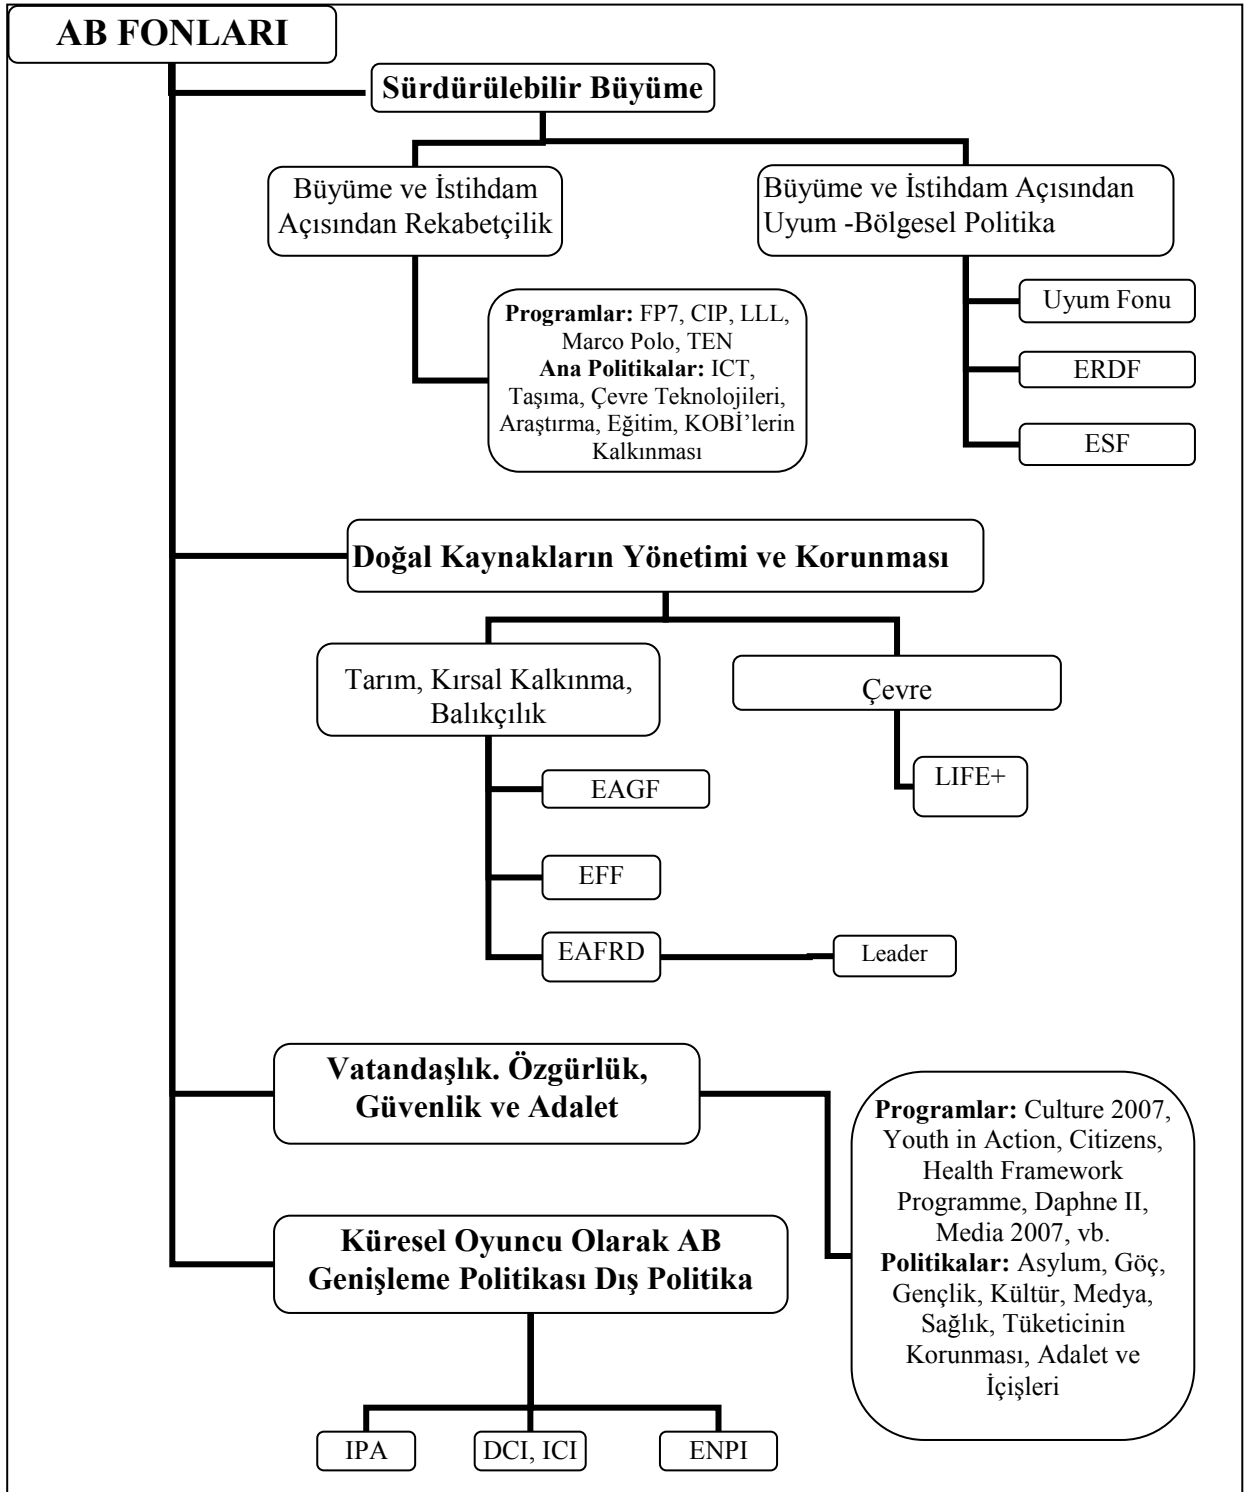 AB FONLARI
Sürdürülebilir Büyüme
Büyüme ve İstihdam
Açısından Rekabetçilik
Büyüme ve İstihdam Açısından
Uyum -Bölgesel Politika
Programlar: FP7, CIP, LLL,
Marco Polo, TEN
Ana Politikalar: ICT,
Taşıma, Çevre Teknolojileri,
Araştırma, Eğitim, KOBİ’lerin
Kalkınması
Uyum Fonu
ERDF
ESF
Doğal Kaynakların Yönetimi ve Korunması
Tarım, Kırsal Kalkınma,
Balıkçılık
Çevre
EAGF
EFF
EAFRD
Leader
LIFE+
Vatandaşlık. Özgürlük,
Güvenlik ve Adalet
Programlar: Culture 2007,
Youth in Action, Citizens,
Health Framework
Programme, Daphne II,
Media 2007, vb.
Politikalar: Asylum, Göç,
Gençlik, Kültür, Medya,
Sağlık, Tüketicinin
Korunması, Adalet ve
İçişleri
Küresel Oyuncu Olarak AB
Genişleme Politikası Dış Politika
IPA
DCI, ICI
ENPI